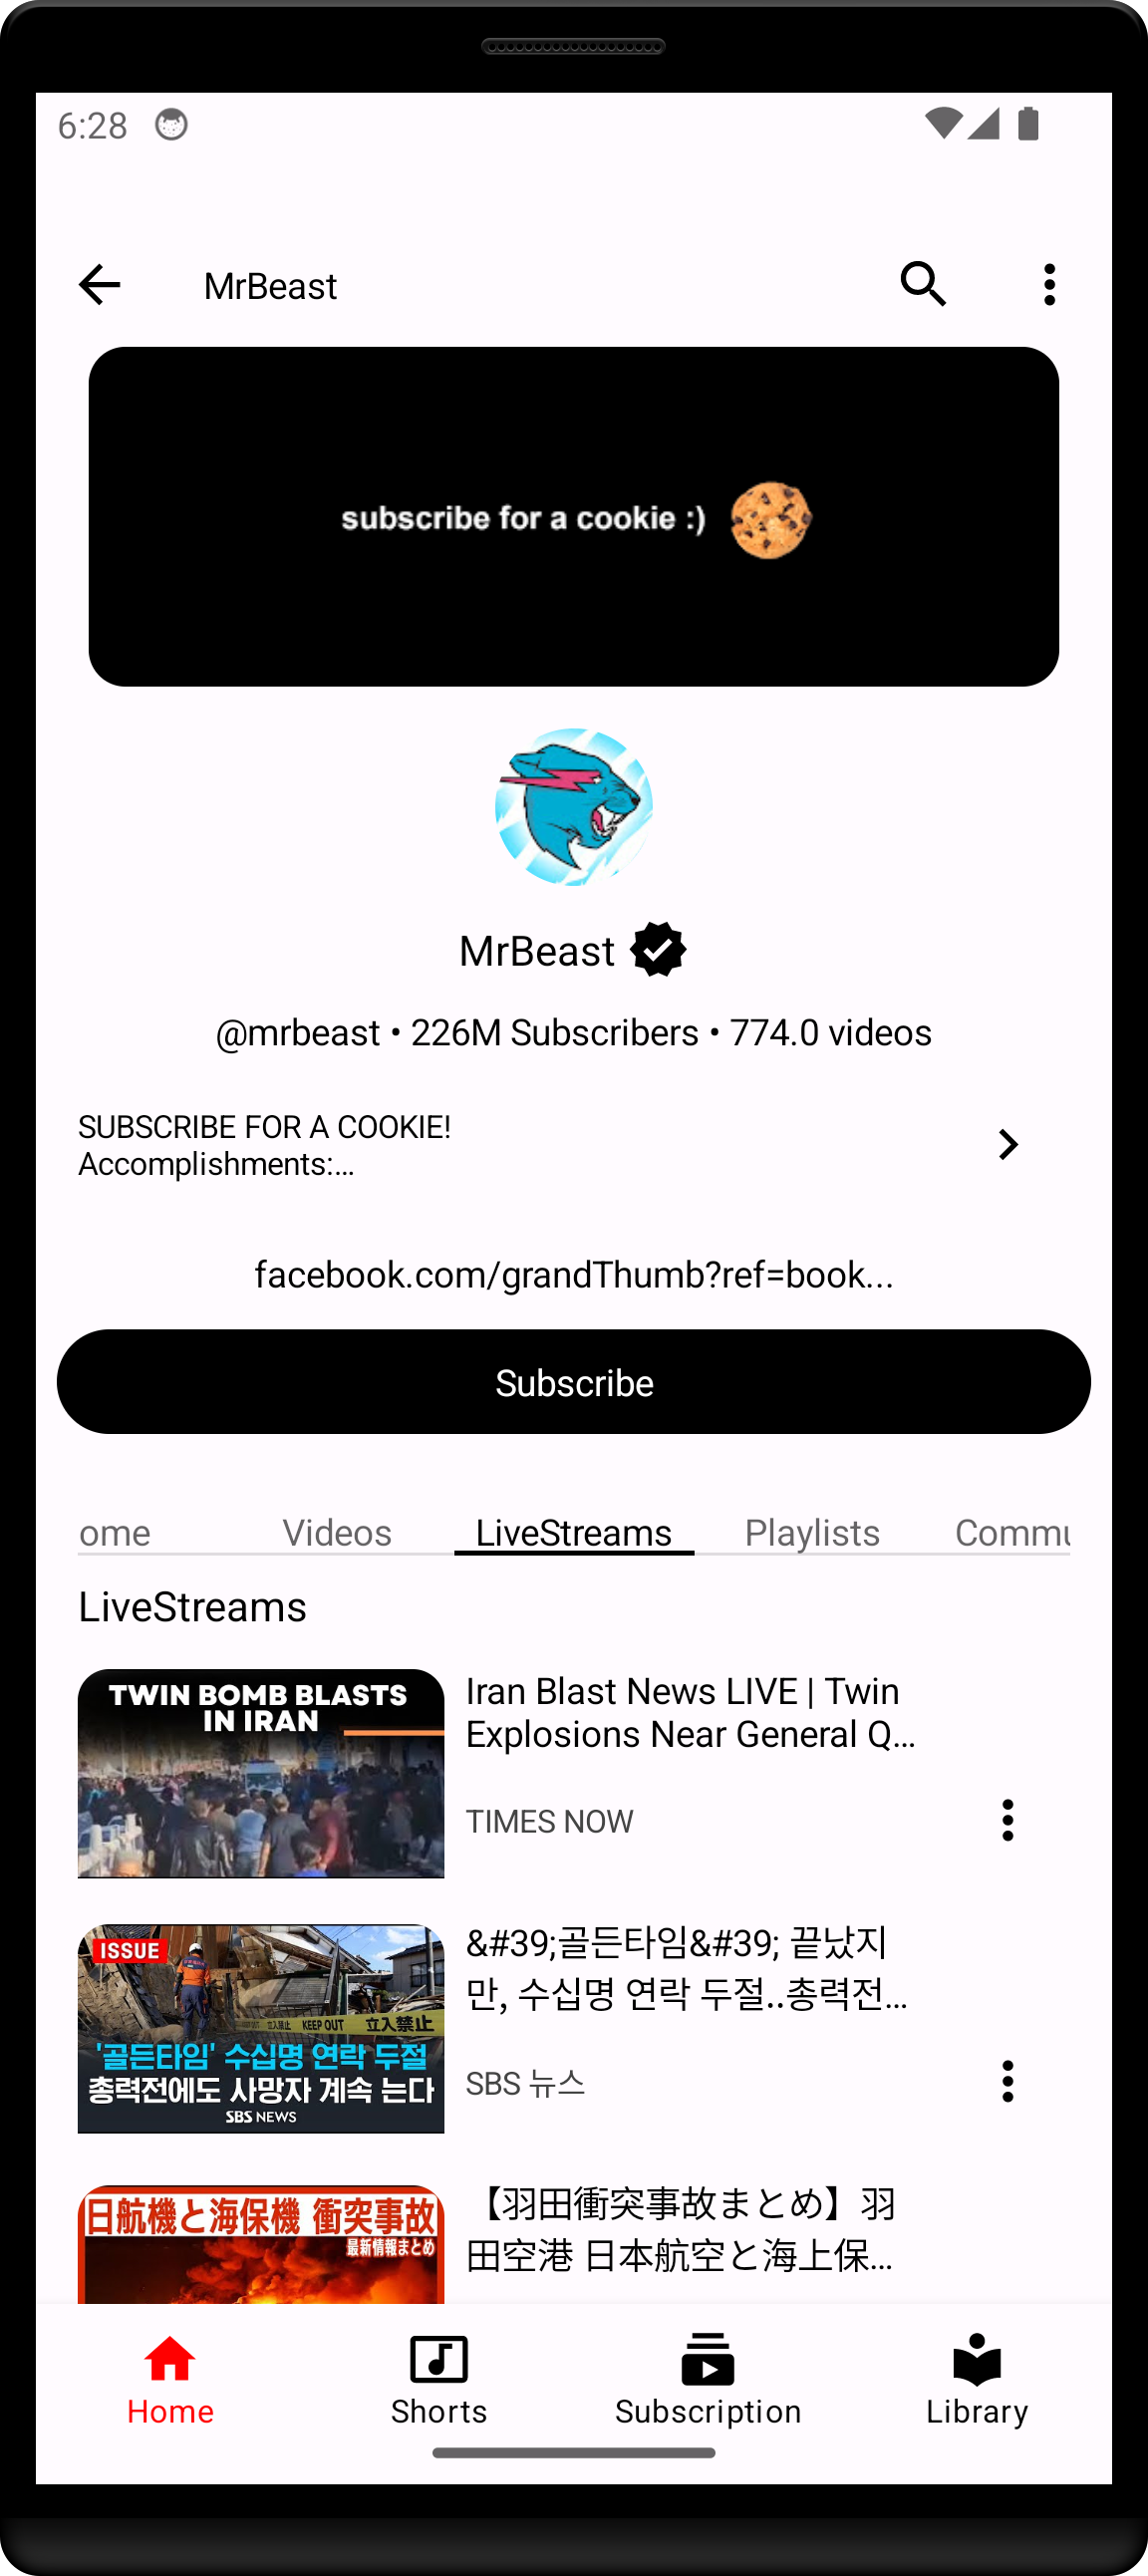 6:28
MrBeast
subscribe for a cookie :)
MrBeast
@mrbeast • 226M Subscribers • 774.0 videos
SUBSCRIBE FOR A COOKIE!
Accomplishments:...
facebook.com/grandThumb?ref=book...
Subscribe
ome Videos LiveStreams Playlists Commu
LiveStreams
TWIN BOMB BLASTS
IN IRAN
Iran Blast News LIVE | Twin
Explosions Near General Q...
TIMES NOW
ISSUE
立入禁止 KEEP OUT 立入禁止
'골든타임' 수십명 연락 두절
총력전에도 사망자 계속 는다
SBS NEWS
&#39;골든타임&#39; 끝났지
만, 수십명 연락 두절..총력전...
SBS 뉴스
日航機と海保機 衝突事故
最新情報まとめ
【羽田衝突事故まとめ】羽
田空港 日本航空と海上保...
Home Shorts Subscription Library